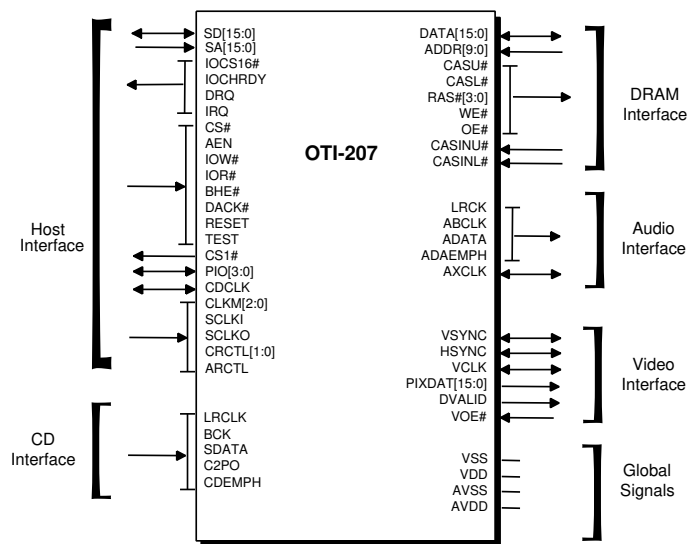 OTI-207
Host
Interface
SD[15:0]
SA[15:0]
IOCS16#
IOCHRDY
DRQ
IRQ
CS#
AEN
IOW#
IOR#
BHE#
DACK#
RESET
TEST
CS1#
PIO[3:0]
CDCLK
CLKM[2:0]
SCLKI
SCLKO
CRCTL[1:0]
ARCTL
CD
Interface
LRCLK
BCK
SDATA
C2PO
CDEMPH
DATA[15:0]
ADDR[9:0]
CASU#
CASL#
RAS#[3:0]
WE#
OE#
CASINU#
CASINL#
DRAM
Interface
LRCK
ABCLK
ADATA
ADAEMPH
AXCLK
Audio
Interface
VSYNC
HSYNC
VCLK
PIXDAT[15:0]
DVALID
VOE#
Video
Interface
VSS
VDD
AVSS
AVDD
Global
Signals